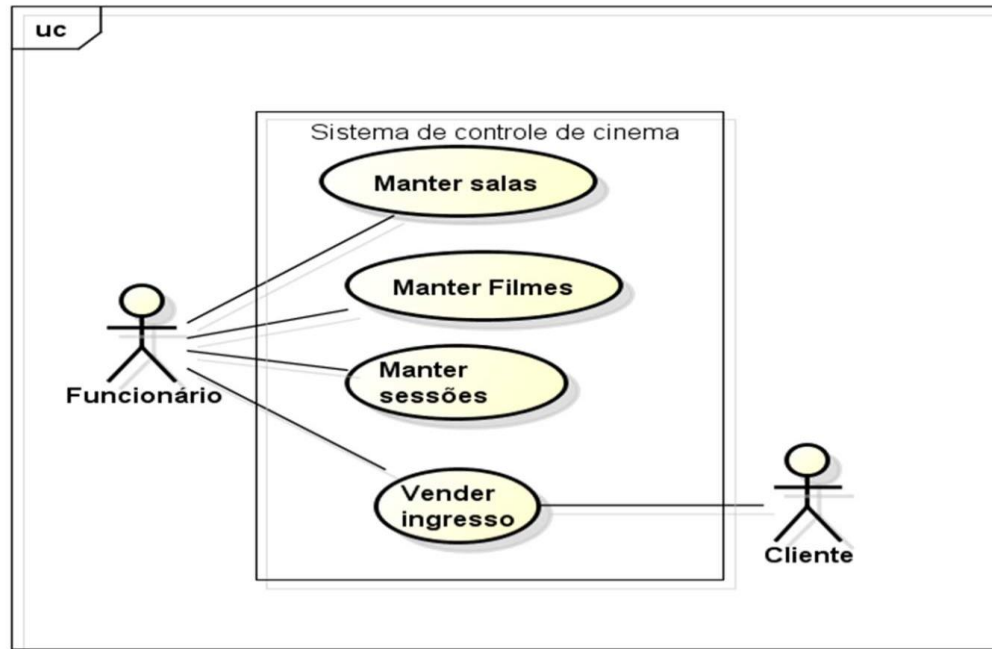 uc
Sistema de controle de cinema
Manter salas
Manter Filmes
Manter
sessões
Funcionário
Vender
ingresso
Cliente